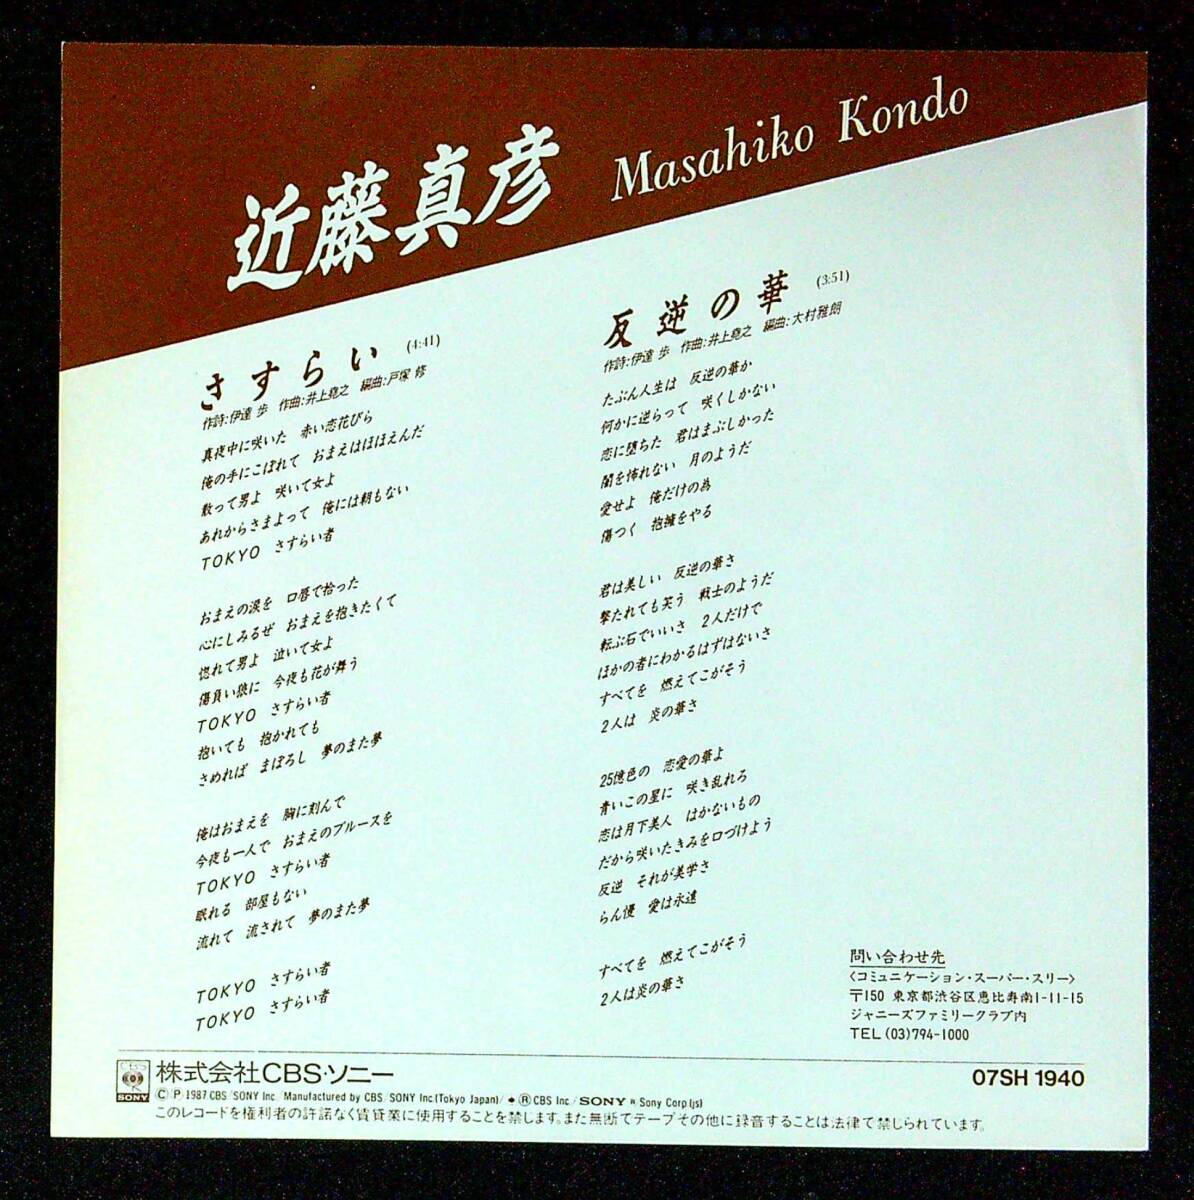 近藤真彦 Masahiko Kondo
さすらい (4:41)
作詩:伊達 歩 作曲:井上堯之 編曲:戸塚 修
真夜中に咲いた 赤い恋花びら
俺の手にこぼれて おまえはほほえんだ
散って男よ 咲いて女よ
あれからさまよって 俺には朝もない
TOKYO さすらい者
おまえの涙を 口唇で拾った
心にしみるぜ おまえを抱きたくて
惚れて男よ 泣いて女よ
傷負い狼に 今夜も花が舞う
TOKYO さすらい者
抱いても 抱かれても
さめれば まぼろし 夢のまた夢
俺はおまえを 胸に刻んで
今夜も一人で おまえのブルースを
TOKYO さすらい者
眠れる 部屋もない
流れて 流されて 夢のまた夢
TOKYO さすらい者
TOKYO さすらい者
反逆の華 (3:51)
作詩:伊達 歩 作曲:井上堯之 編曲:大村雅朗
たぶん人生は 反逆の華か
何かに逆らって 咲くしかない
恋に堕ちた 君はまぶしかった
闇を怖れない 月のようだ
愛せよ 俺だけの為
傷つく 抱擁をやる
君は美しい 反逆の華さ
撃たれても笑う 戦士のようだ
転ぶ石でいいさ 2人だけで
ほかの者にわかるはずはないさ
すべてを 燃えてこがそう
2人は 炎の華さ
25憶色の 恋愛の華よ
青いこの星に 咲き乱れろ
恋は月下美人 はかないもの
だから咲いたきみを口づけよう
反逆 それが美学さ
らん慢 愛は永遠
すべてを 燃えてこがそう
2人は炎の華さ
問い合わせ先
〈コミュニケーション・スーパー・スリー〉
〒150 東京都渋谷区恵比寿南1-11-15
ジャニーズファミリークラブ内
TEL (03)794-1000
CBS SONY 株式会社CBS・ソニー 07SH 1940
Ⓒ Ⓟ 1987 CBS/SONY Inc. Manufactured by CBS/SONY Inc.(Tokyo Japan)/ Ⓡ CBS Inc./SONY ® Sony Corp.(js)
このレコードを権利者の許諾なく賃貸業に使用することを禁じます。また無断でテープその他に録音することは法律で禁じられています。